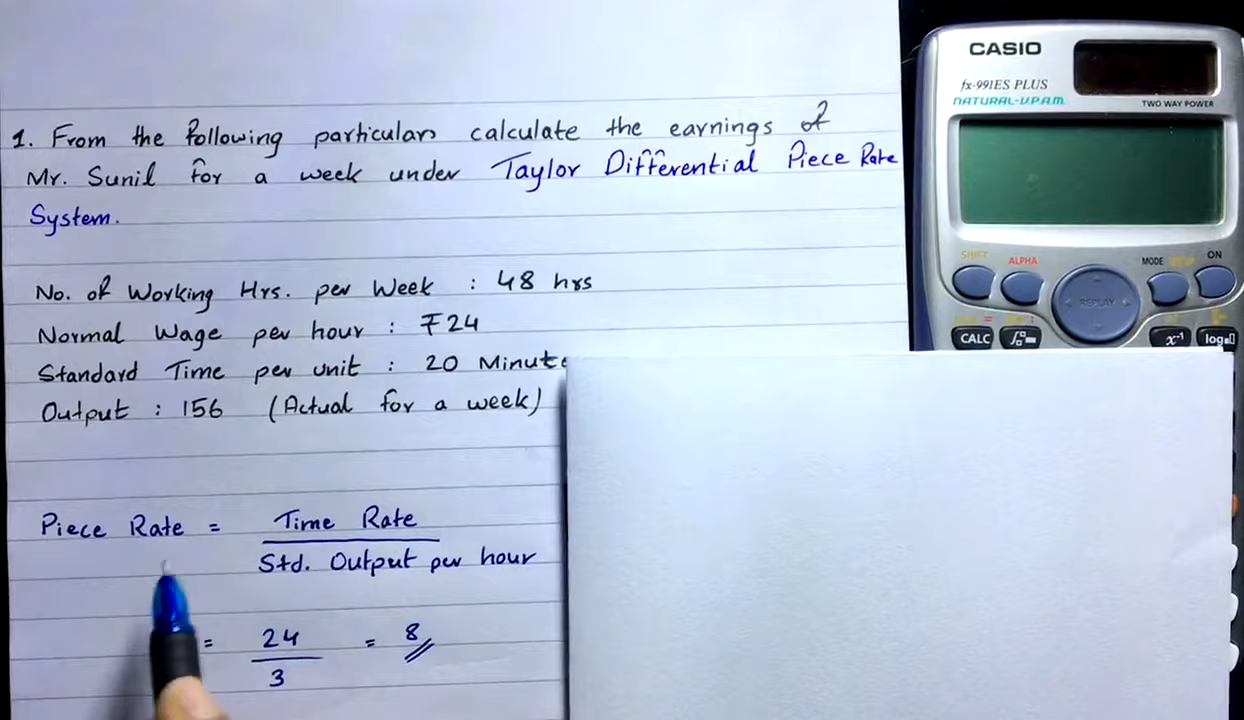 1. From the following particulars calculate the earnings of
Mr. Sunil for a week under Taylor Differential Piece Rate
System.
No. of Working Hrs. per Week : 48 hrs
Normal Wage per hour : ₹24
Standard Time per unit : 20 Minute
Output : 156 (Actual for a week)
Piece Rate = Time Rate
Std. Output per hour
= 24 = 8
3
CASIO
fx-991ES PLUS
NATURAL-V.P.A.M.
TWO WAY POWER
SHIFT ALPHA MODE SETUP ON
REPLAY
CALC x⁻¹ log